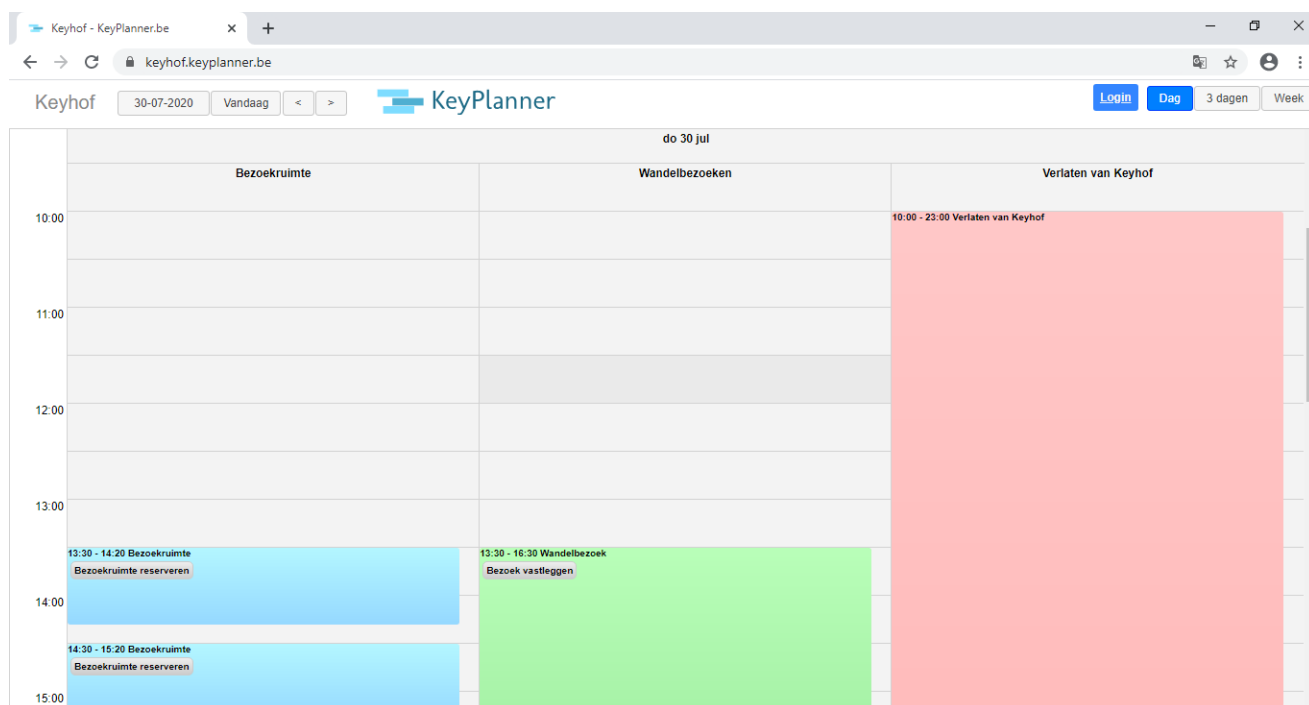 Keyhof - KeyPlanner.be
keyhof.keyplanner.be
Keyhof 30-07-2020 Vandaag < > KeyPlanner Login Dag 3 dagen Week
do 30 jul
Bezoekruimte Wandelbezoeken Verlaten van Keyhof
10:00 10:00 - 23:00 Verlaten van Keyhof
11:00
12:00
13:00
13:30 - 14:20 Bezoekruimte 13:30 - 16:30 Wandelbezoek
Bezoekruimte reserveren Bezoek vastleggen
14:00
14:30 - 15:20 Bezoekruimte
Bezoekruimte reserveren
15:00